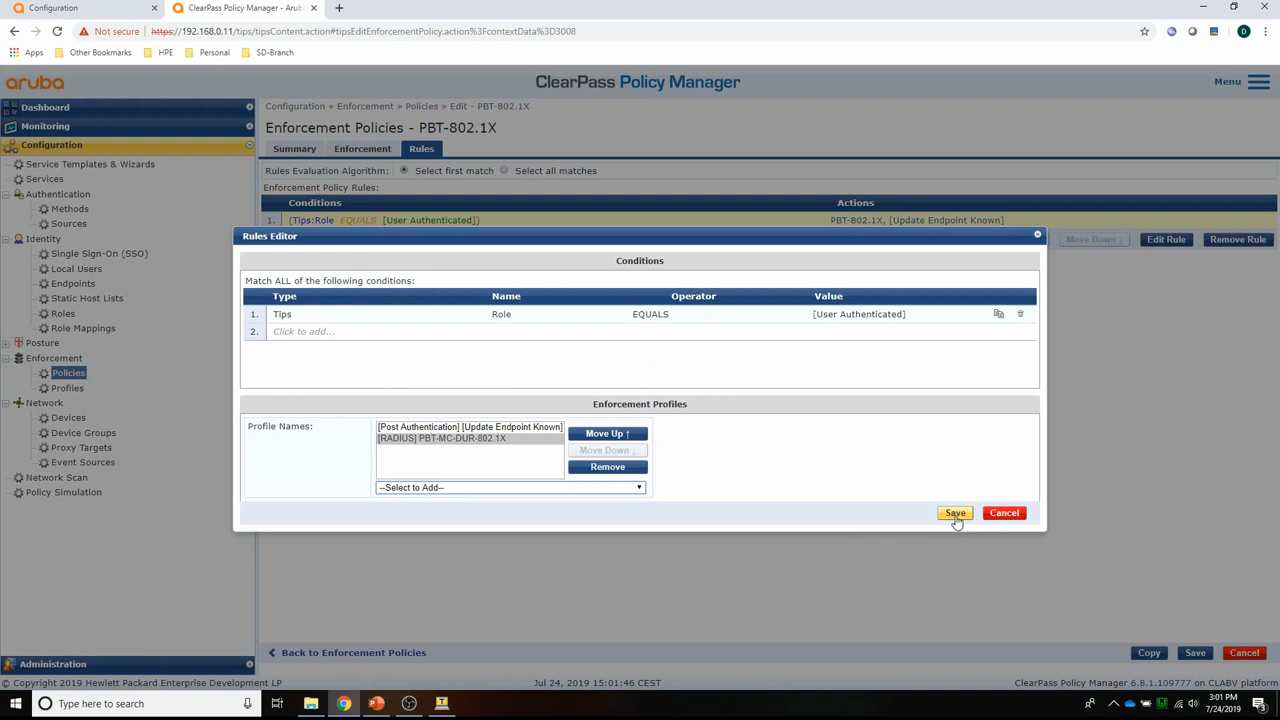 Configuration
ClearPass Policy Manager - Aru
Not secure
https://192.168.0.11/tips/tipsContent.action#tipsEditEnforcementPolicy.action%3FcontextData%3D3008
D
Apps
Other Bookmarks
HPE
Personal
SD-Branch
aruba
ClearPass Policy Manager
Menu
Dashboard
Monitoring
Configuration
Service Templates & Wizards
Services
Authentication
Methods
Sources
Identity
Single Sign-On (SSO)
Local Users
Endpoints
Static Host Lists
Roles
Role Mappings
Posture
Enforcement
Policies
Profiles
Network
Devices
Device Groups
Proxy Targets
Event Sources
Network Scan
Policy Simulation
Administration
Configuration » Enforcement » Policies » Edit - PBT-802.1X
Enforcement Policies - PBT-802.1X
Summary
Enforcement
Rules
Rules Evaluation Algorithm:
Select first match
Select all matches
Enforcement Policy Rules:
Conditions
Actions
1.
(Tips:Role EQUALS [User Authenticated])
PBT-802.1X, [Update Endpoint Known]
Move Down ↓
Edit Rule
Remove Rule
Rules Editor
Conditions
Match ALL of the following conditions:
Type
Name
Operator
Value
1.
Tips
Role
EQUALS
[User Authenticated]
2.
Click to add...
Enforcement Profiles
Profile Names:
[Post Authentication] [Update Endpoint Known]
[RADIUS] PBT-MC-DUR-802.1X
Move Up ↑
Move Down ↓
Remove
--Select to Add--
Save
Cancel
Back to Enforcement Policies
Copy
Save
Cancel
© Copyright 2019 Hewlett Packard Enterprise Development LP
Jul 24, 2019 15:01:46 CEST
ClearPass Policy Manager 6.8.1.109777 on CLABV platform
Type here to search
3:01 PM
7/24/2019